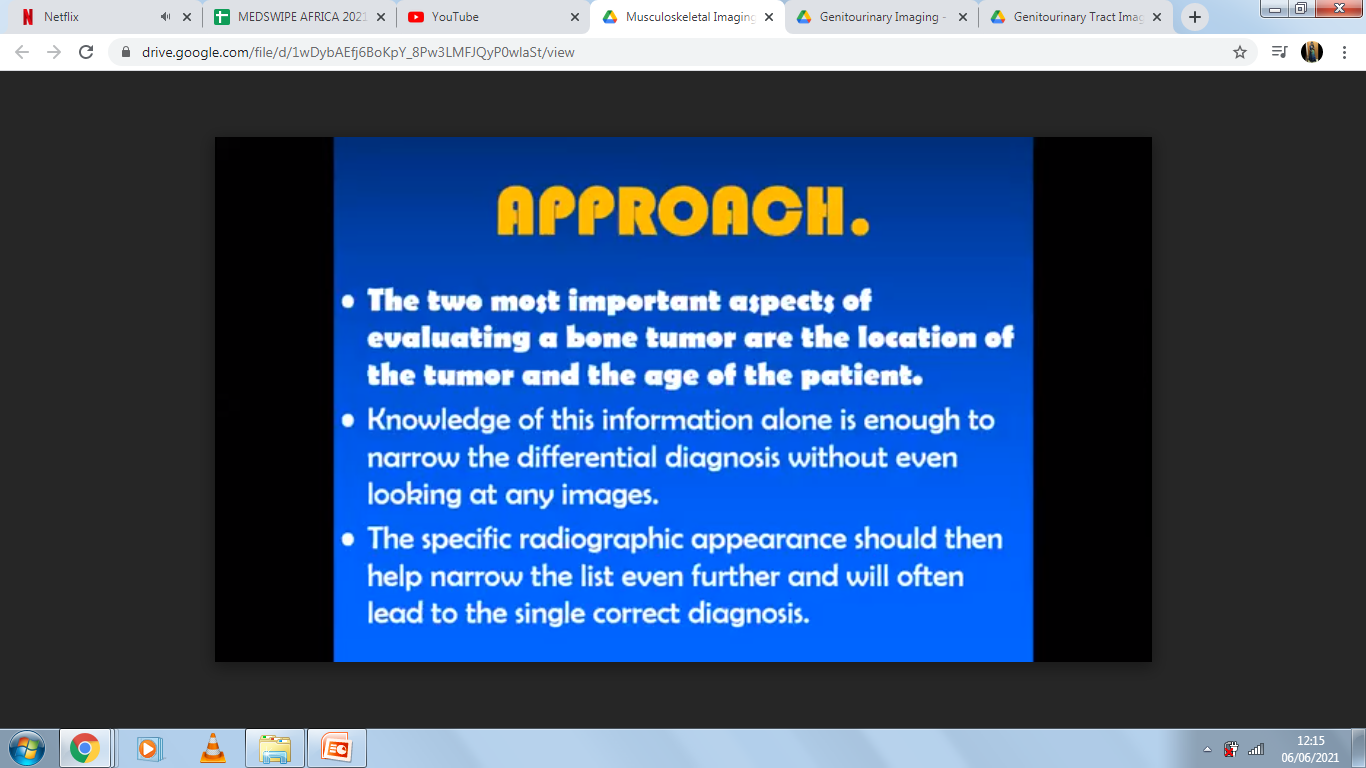 Netflix
MEDSWIPE AFRICA 2021
YouTube
Musculoskeletal Imaging
Genitourinary Imaging -
Genitourinary Tract Imag
drive.google.com/file/d/1wDybAEfj6BoKpY_8Pw3LMFJQyP0wlaSt/view
APPROACH.
• The two most important aspects of
evaluating a bone tumor are the location of
the tumor and the age of the patient.
• Knowledge of this information alone is enough to
narrow the differential diagnosis without even
looking at any images.
• The specific radiographic appearance should then
help narrow the list even further and will often
lead to the single correct diagnosis.
12:15
06/06/2021